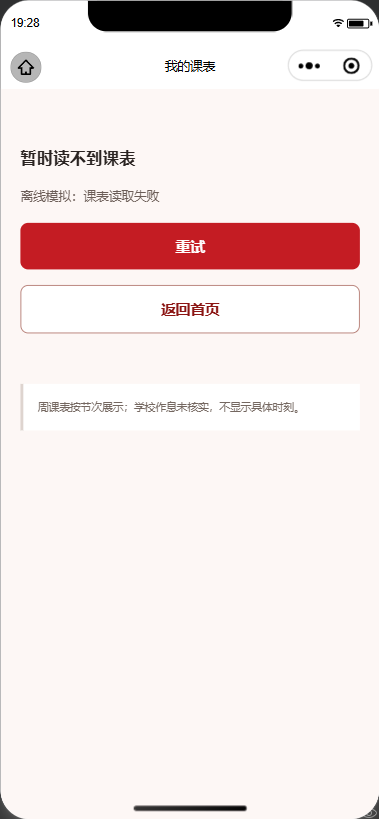 19:28
我的课表
暂时读不到课表
离线模拟：课表读取失败
重试
返回首页
周课表按节次展示；学校作息未核实，不显示具体时刻。